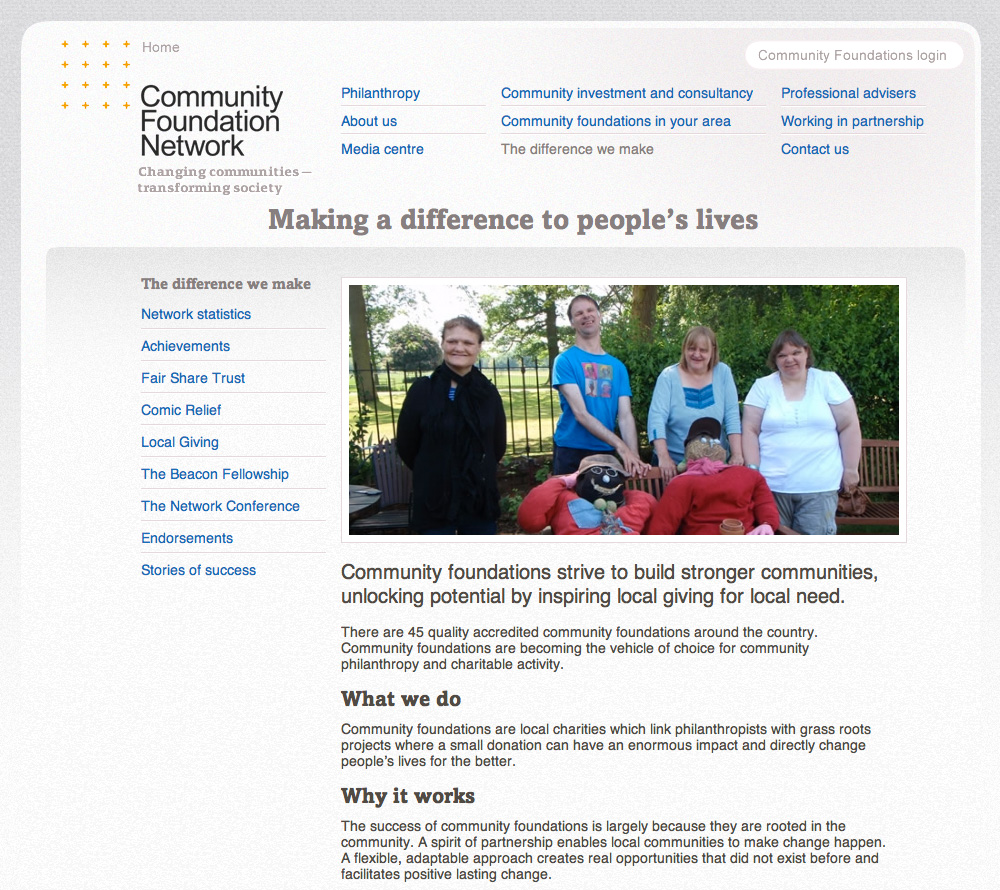 Home
Community Foundations login
Community
Foundation
Network
Changing communities –
transforming society
Philanthropy
About us
Media centre
Community investment and consultancy
Community foundations in your area
The difference we make
Professional advisers
Working in partnership
Contact us
Making a difference to people's lives
The difference we make
Network statistics
Achievements
Fair Share Trust
Comic Relief
Local Giving
The Beacon Fellowship
The Network Conference
Endorsements
Stories of success
Community foundations strive to build stronger communities,
unlocking potential by inspiring local giving for local need.
There are 45 quality accredited community foundations around the country.
Community foundations are becoming the vehicle of choice for community
philanthropy and charitable activity.
What we do
Community foundations are local charities which link philanthropists with grass roots
projects where a small donation can have an enormous impact and directly change
people's lives for the better.
Why it works
The success of community foundations is largely because they are rooted in the
community. A spirit of partnership enables local communities to make change happen.
A flexible, adaptable approach creates real opportunities that did not exist before and
facilitates positive lasting change.